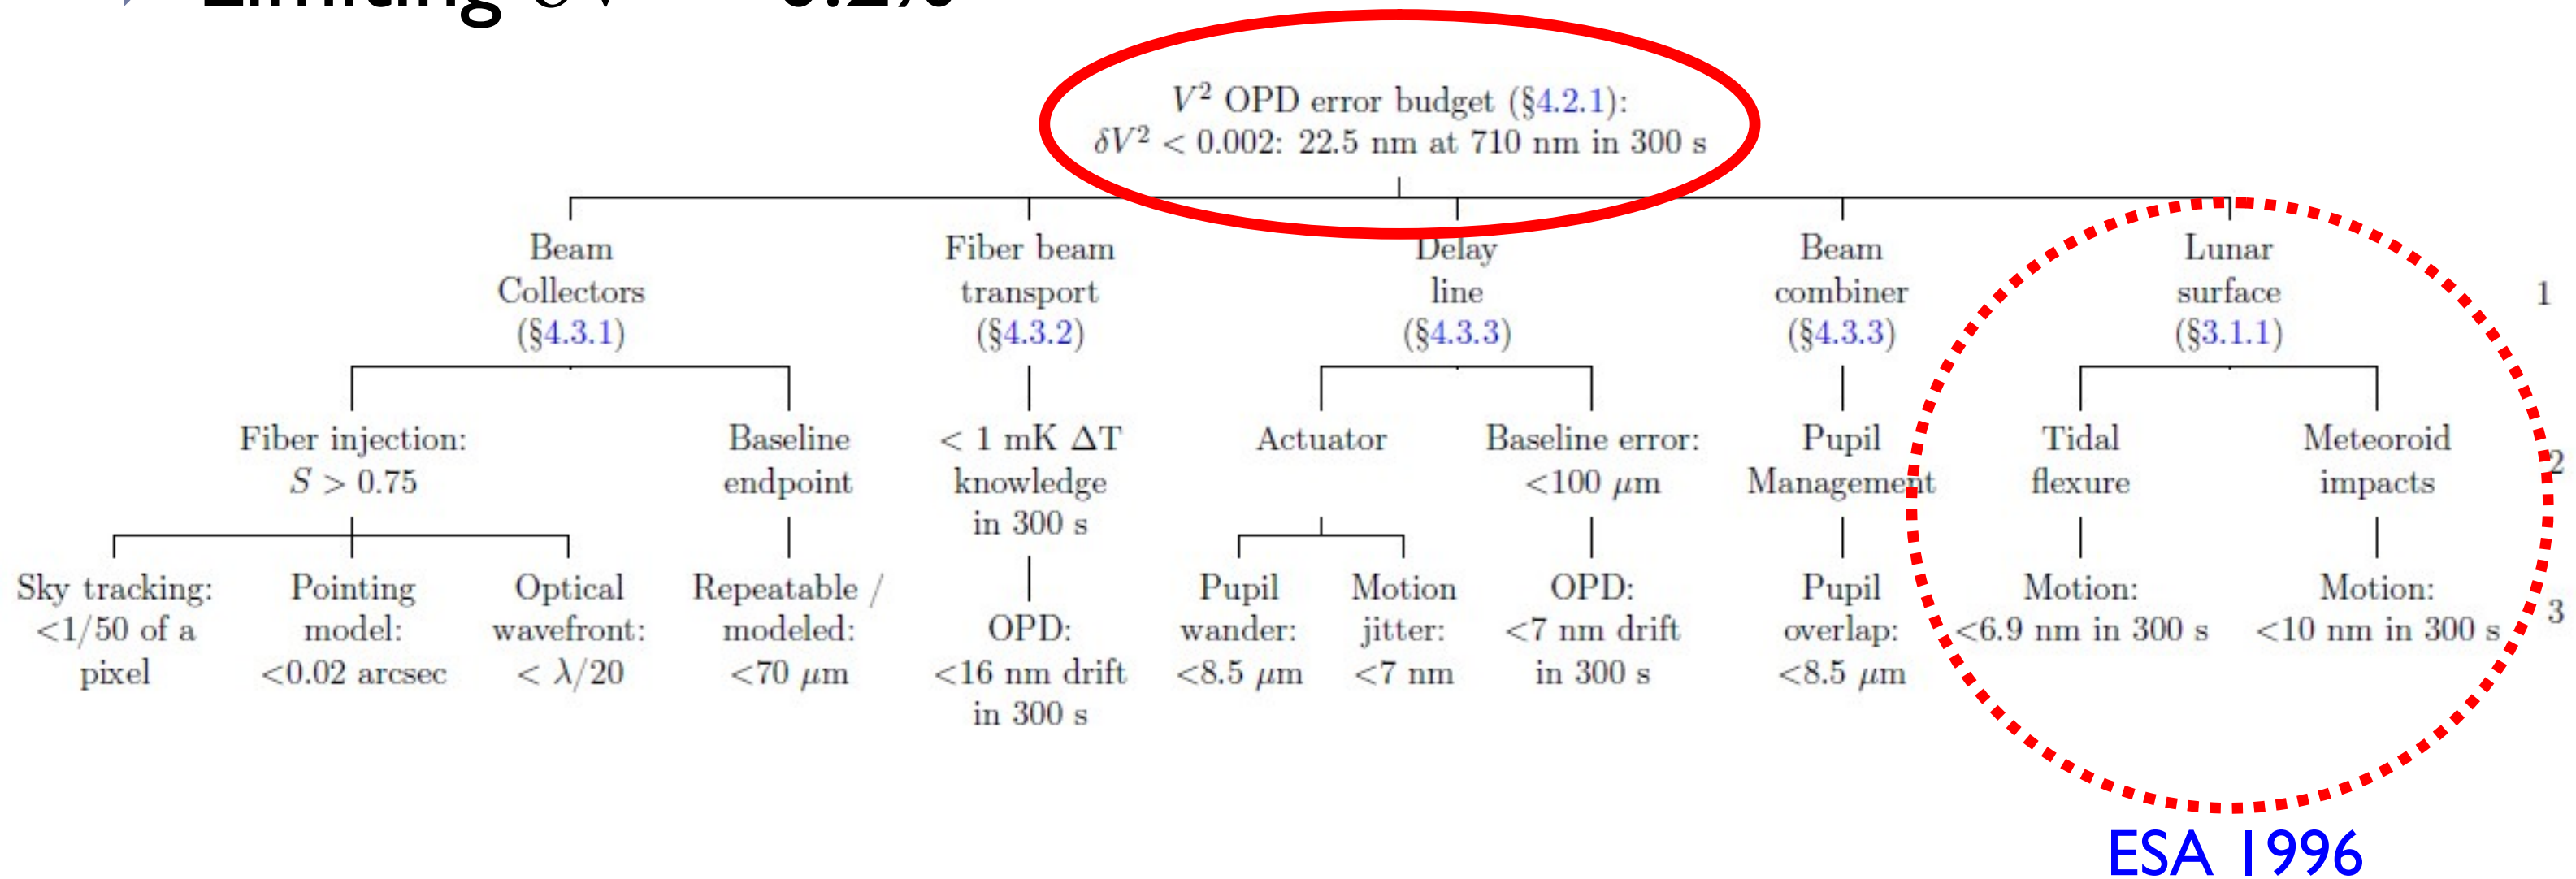 V² OPD error budget (§4.2.1):
δV² < 0.002: 22.5 nm at 710 nm in 300 s
Beam
Collectors
(§4.3.1)
Fiber beam
transport
(§4.3.2)
Delay
line
(§4.3.3)
Beam
combiner
(§4.3.3)
Lunar
surface
(§3.1.1)
1
Fiber injection:
S > 0.75
Baseline
endpoint
< 1 mK ΔT
knowledge
in 300 s
Actuator
Baseline error:
<100 μm
Pupil
Management
Tidal
flexure
Meteoroid
impacts
2
Sky tracking:
<1/50 of a
pixel
Pointing
model:
<0.02 arcsec
Optical
wavefront:
< λ/20
Repeatable /
modeled:
<70 μm
OPD:
<16 nm drift
in 300 s
Pupil
wander:
<8.5 μm
Motion
jitter:
<7 nm
OPD:
<7 nm drift
in 300 s
Pupil
overlap:
<8.5 μm
Motion:
<6.9 nm in 300 s
Motion:
<10 nm in 300 s
3
ESA 1996